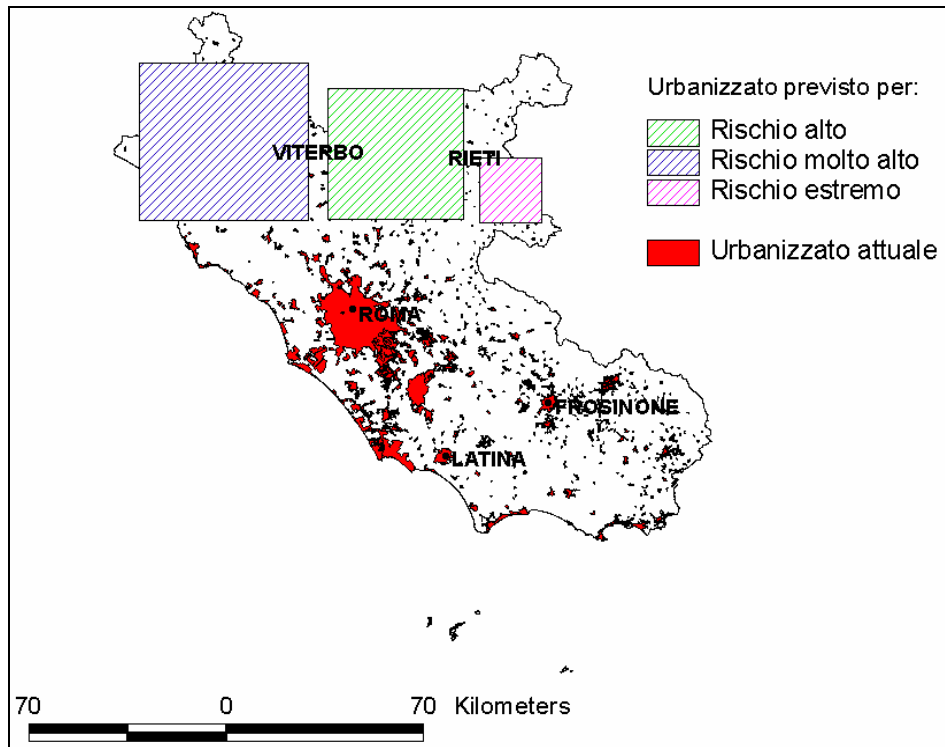 Urbanizzato previsto per:
Rischio alto
Rischio molto alto
Rischio estremo
Urbanizzato attuale
VITERBO
RIETI
ROMA
FROSINONE
LATINA
70 0 70 Kilometers